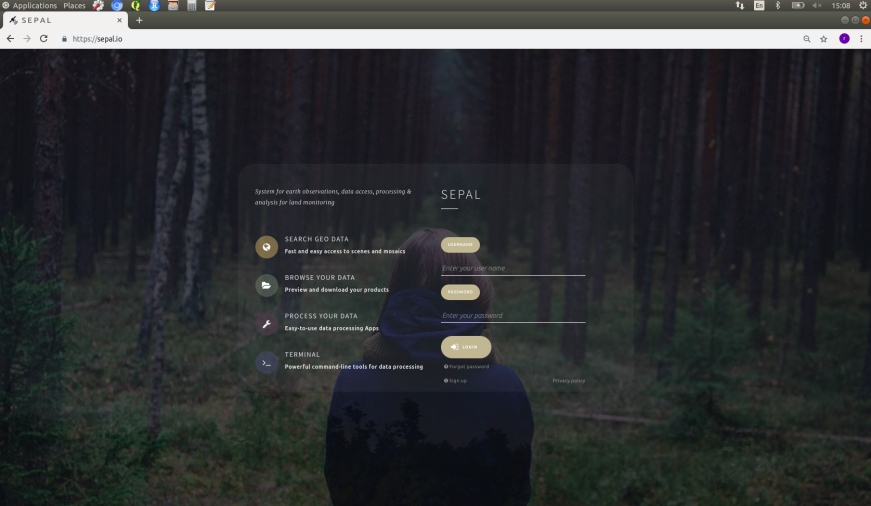 Applications Places
En
15:08
SEPAL
https://sepal.io
System for earth observations, data access, processing &
analysis for land monitoring
SEARCH GEO DATA
Fast and easy access to scenes and mosaics
BROWSE YOUR DATA
Preview and download your products
PROCESS YOUR DATA
Easy-to-use data processing Apps
TERMINAL
Powerful command-line tools for data processing
SEPAL
USERNAME
Enter your user name
PASSWORD
Enter your password
LOGIN
Forgot password
Sign up
Privacy policy